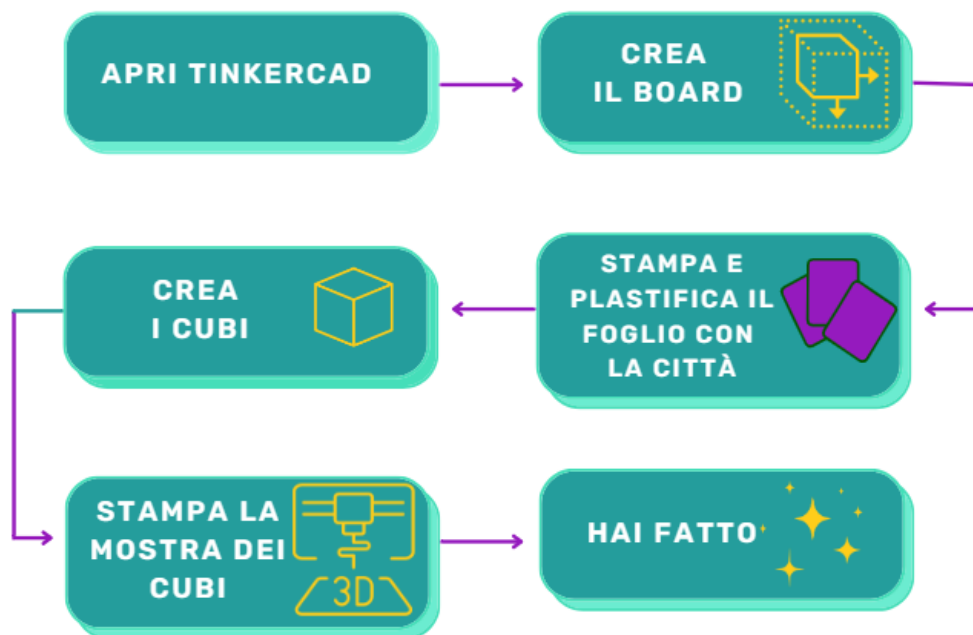 APRI TINKERCAD
CREA
IL BOARD
STAMPA E
PLASTIFICA IL
FOGLIO CON
LA CITTÀ
CREA
I CUBI
STAMPA LA
MOSTRA DEI
CUBI
3D
HAI FATTO